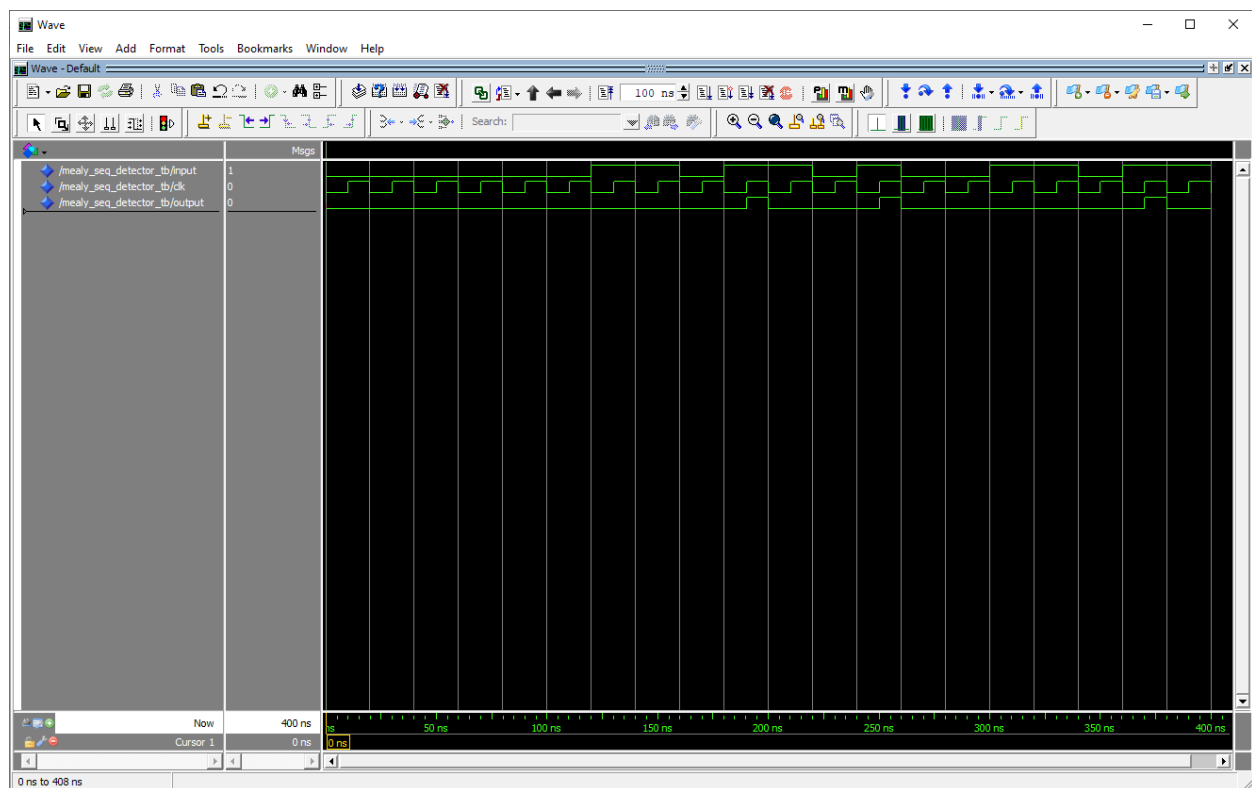 Wave
File Edit View Add Format Tools Bookmarks Window Help
Wave - Default
100 ns
Search:
Msgs
/mealy_seq_detector_tb/input 1
/mealy_seq_detector_tb/clk 0
/mealy_seq_detector_tb/output 0
Now 400 ns
ns 50 ns 100 ns 150 ns 200 ns 250 ns 300 ns 350 ns 400 ns
Cursor 1 0 ns 0 ns
0 ns to 408 ns